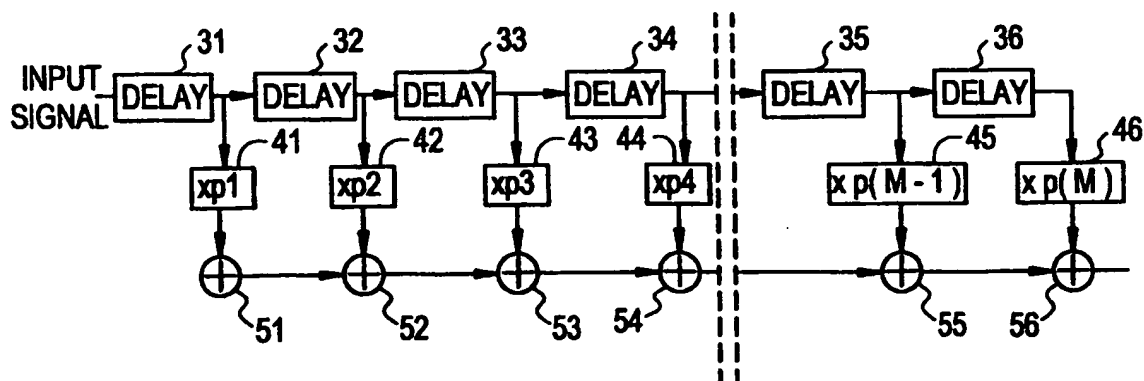 31 32 33 34 35 36
INPUT SIGNAL DELAY DELAY DELAY DELAY DELAY DELAY
41 42 43 44 45 46
xp1 xp2 xp3 xp4 x p(M-1) x p(M)
51 52 53 54 55 56